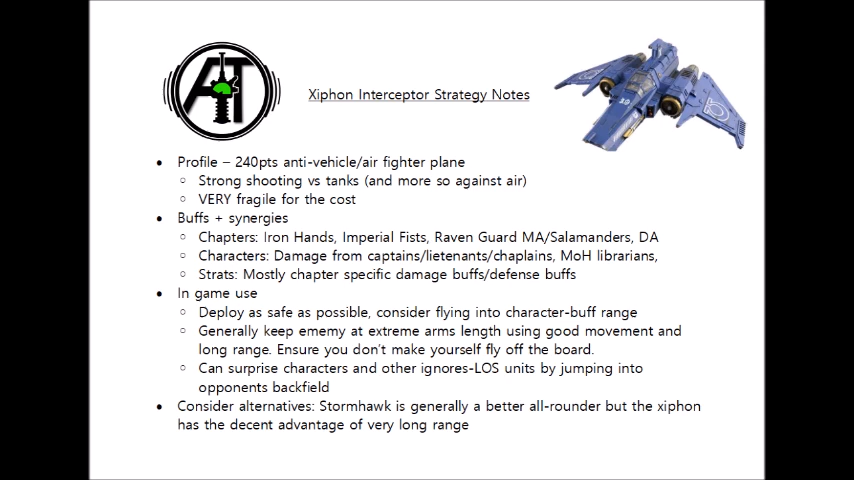 AT
Xiphon Interceptor Strategy Notes
• Profile – 240pts anti-vehicle/air fighter plane
○ Strong shooting vs tanks (and more so against air)
○ VERY fragile for the cost
• Buffs + synergies
○ Chapters: Iron Hands, Imperial Fists, Raven Guard MA/Salamanders, DA
○ Characters: Damage from captains/lietenants/chaplains, MoH librarians,
○ Strats: Mostly chapter specific damage buffs/defense buffs
• In game use
○ Deploy as safe as possible, consider flying into character-buff range
○ Generally keep ememy at extreme arms length using good movement and
long range. Ensure you don't make yourself fly off the board.
○ Can surprise characters and other ignores-LOS units by jumping into
opponents backfield
• Consider alternatives: Stormhawk is generally a better all-rounder but the xiphon
has the decent advantage of very long range